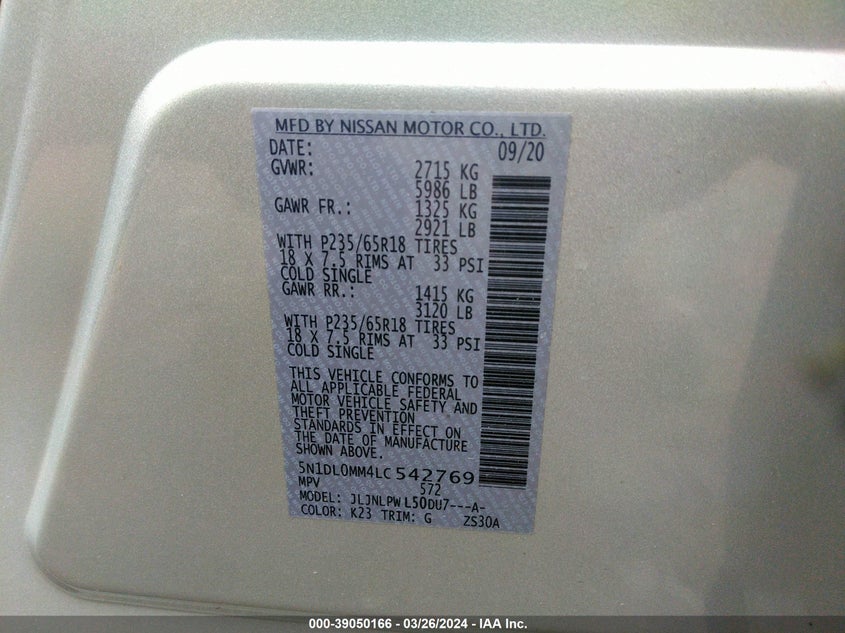 MFD BY NISSAN MOTOR CO., LTD.
DATE: 09/20
GVWR: 2715 KG
5986 LB
GAWR FR.: 1325 KG
2921 LB
WITH P235/65R18 TIRES
18 X 7.5 RIMS AT 33 PSI
COLD SINGLE
GAWR RR.: 1415 KG
3120 LB
WITH P235/65R18 TIRES
18 X 7.5 RIMS AT 33 PSI
COLD SINGLE
THIS VEHICLE CONFORMS TO
ALL APPLICABLE FEDERAL
MOTOR VEHICLE SAFETY AND
THEFT PREVENTION
STANDARDS IN EFFECT ON
THE DATE OF MANUFACTURE
SHOWN ABOVE.
5N1DL0MM4LC542769
MPV 572
MODEL: JLJNLPW L50DU7---A-
COLOR: K23 TRIM: G ZS30A
000-39050166 - 03/26/2024 - IAA Inc.